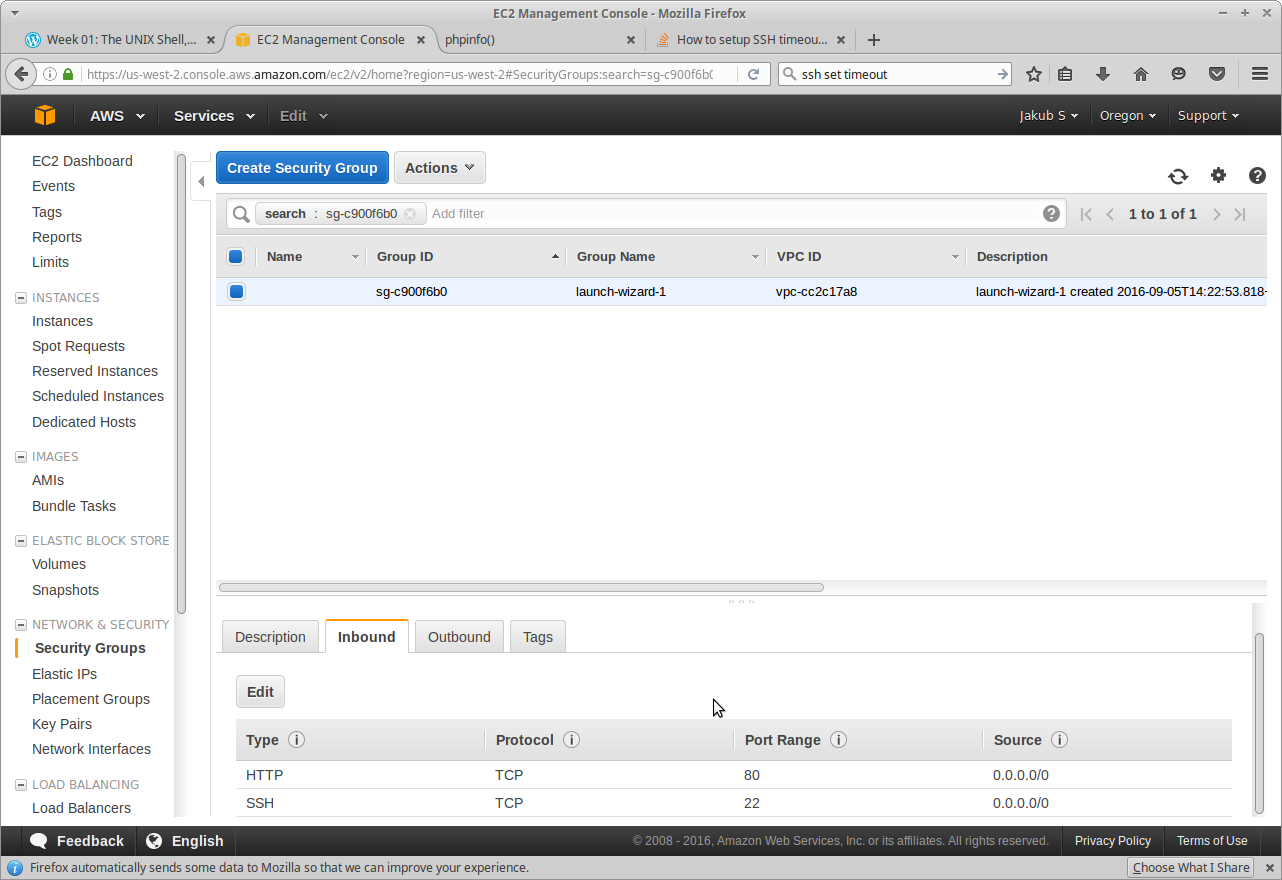 EC2 Management Console - Mozilla Firefox
Week 01: The UNIX Shell,... EC2 Management Console phpinfo() How to setup SSH timeou...
https://us-west-2.console.aws.amazon.com/ec2/v2/home?region=us-west-2#SecurityGroups:search=sg-c900f6b0 ssh set timeout
AWS Services Edit Jakub S Oregon Support
EC2 Dashboard
Events
Tags
Reports
Limits
INSTANCES
Instances
Spot Requests
Reserved Instances
Scheduled Instances
Dedicated Hosts
IMAGES
AMIs
Bundle Tasks
ELASTIC BLOCK STORE
Volumes
Snapshots
NETWORK & SECURITY
Security Groups
Elastic IPs
Placement Groups
Key Pairs
Network Interfaces
LOAD BALANCING
Load Balancers
Create Security Group Actions
search : sg-c900f6b0 Add filter 1 to 1 of 1
Name Group ID Group Name VPC ID Description
sg-c900f6b0 launch-wizard-1 vpc-cc2c17a8 launch-wizard-1 created 2016-09-05T14:22:53.818
Description Inbound Outbound Tags
Edit
Type Protocol Port Range Source
HTTP TCP 80 0.0.0.0/0
SSH TCP 22 0.0.0.0/0
Feedback English © 2008 - 2016, Amazon Web Services, Inc. or its affiliates. All rights reserved. Privacy Policy Terms of Use
Firefox automatically sends some data to Mozilla so that we can improve your experience. Choose What I Share